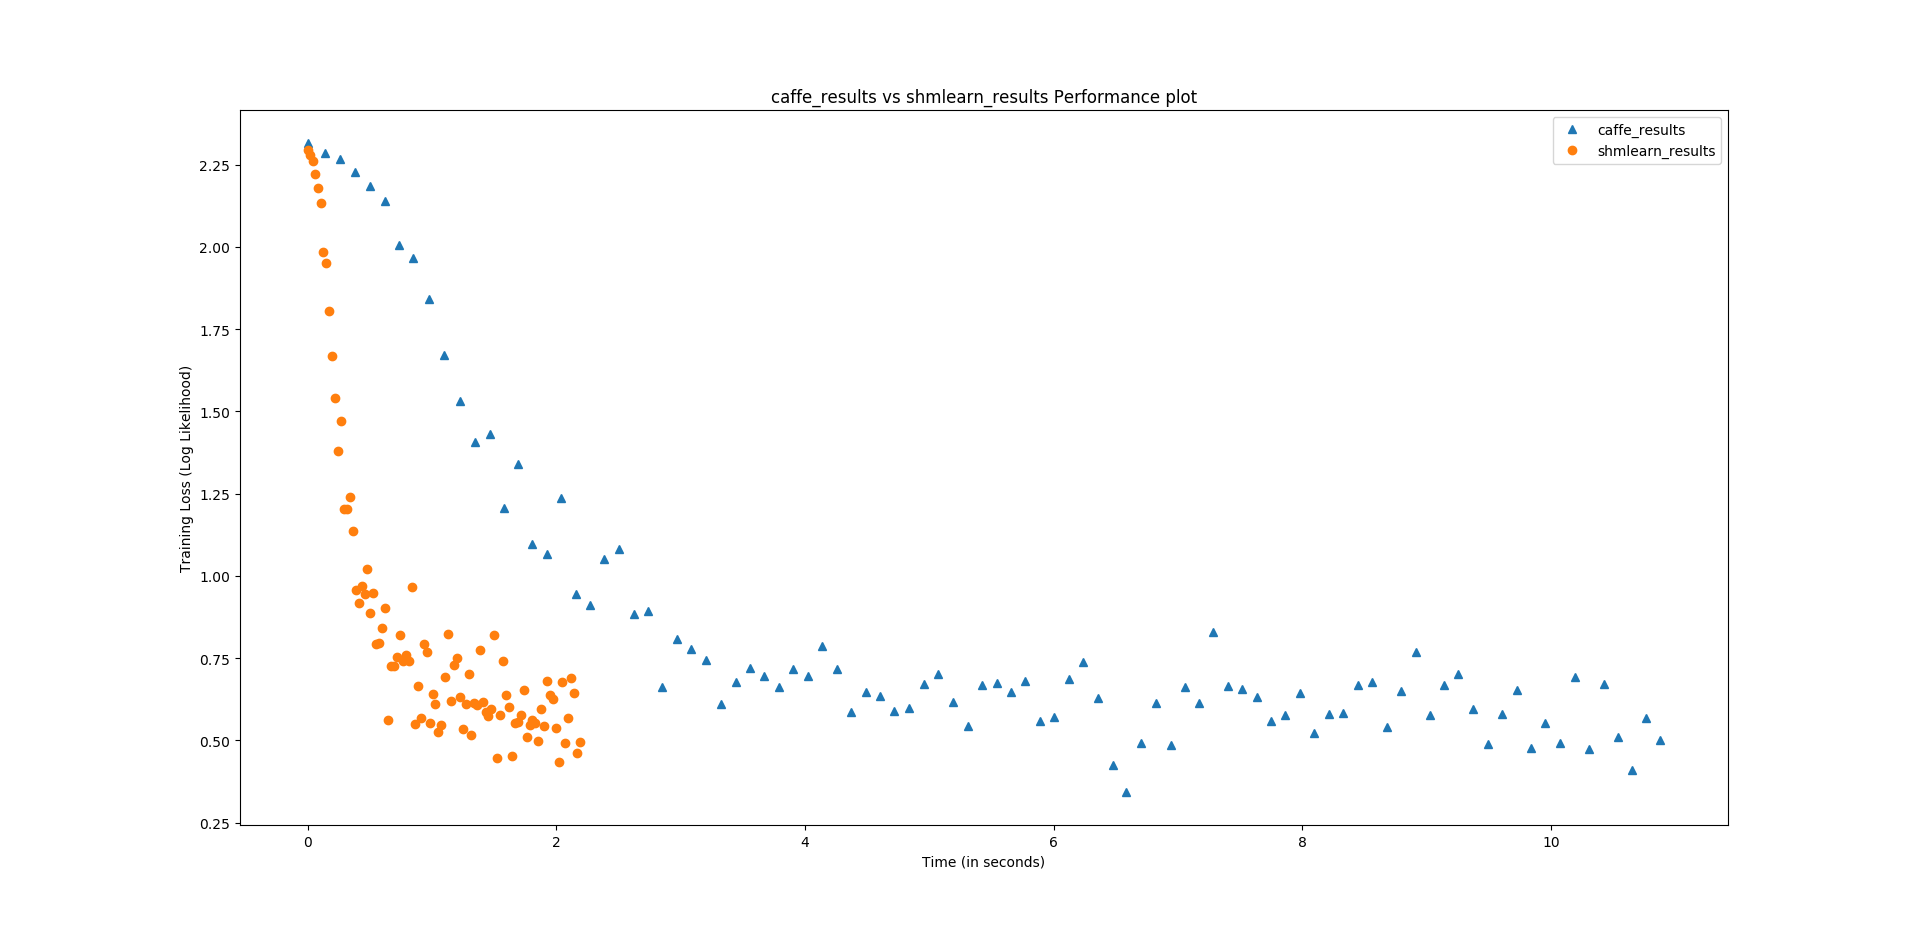 caffe_results vs shmlearn_results Performance plot
caffe_results
shmlearn_results
Training Loss (Log Likelihood)
2.25
2.00
1.75
1.50
1.25
1.00
0.75
0.50
0.25
0 2 4 6 8 10
Time (in seconds)